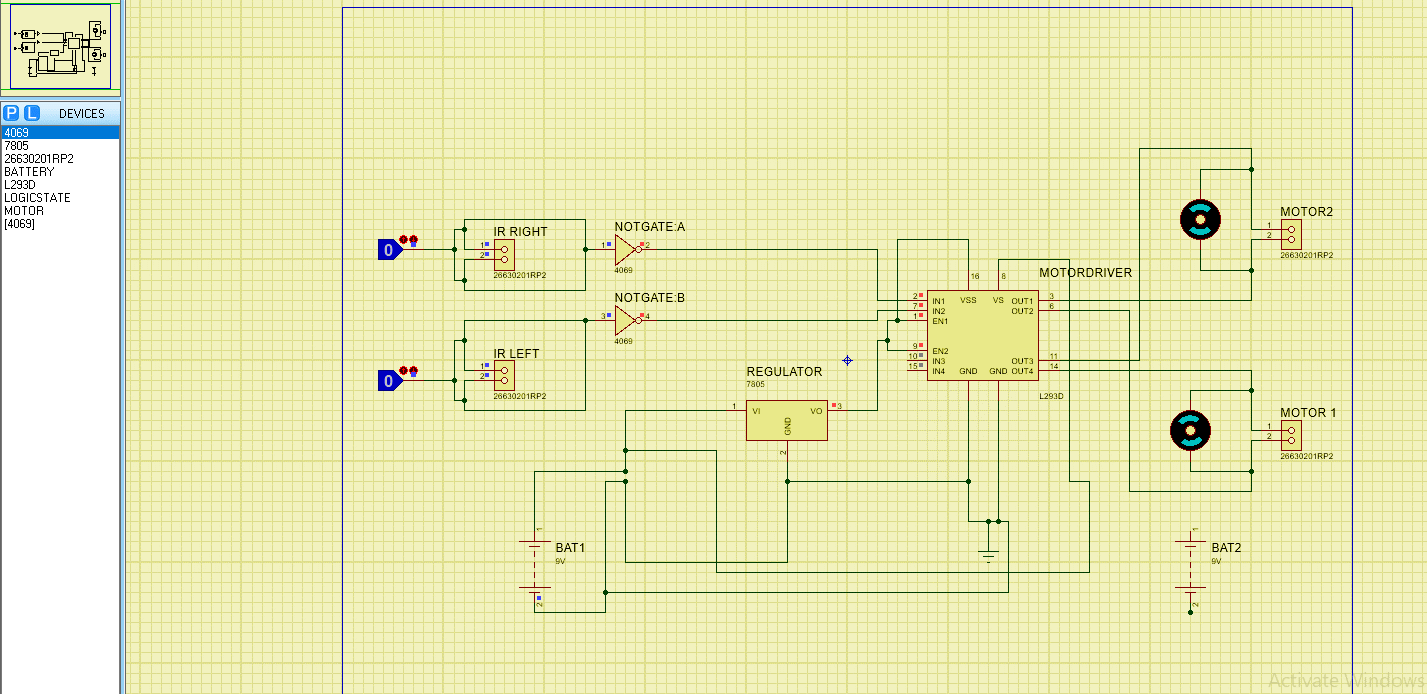 P L DEVICES
4069
7805
26630201RP2
BATTERY
L293D
LOGICSTATE
MOTOR
[4069]
0
IR RIGHT
1
2
26630201RP2
NOTGATE:A
1
2
4069
NOTGATE:B
3
4
4069
0
IR LEFT
1
2
26630201RP2
REGULATOR
7805
1
VI
VO
3
GND
2
MOTORDRIVER
16
8
2
IN1
VSS
VS
OUT1
3
7
IN2
OUT2
6
1
EN1
9
EN2
10
IN3
OUT3
11
15
IN4
GND
GND
OUT4
14
L293D
MOTOR2
1
2
26630201RP2
MOTOR 1
1
2
26630201RP2
1
BAT1
9V
2
1
BAT2
9V
2
Activate Windows